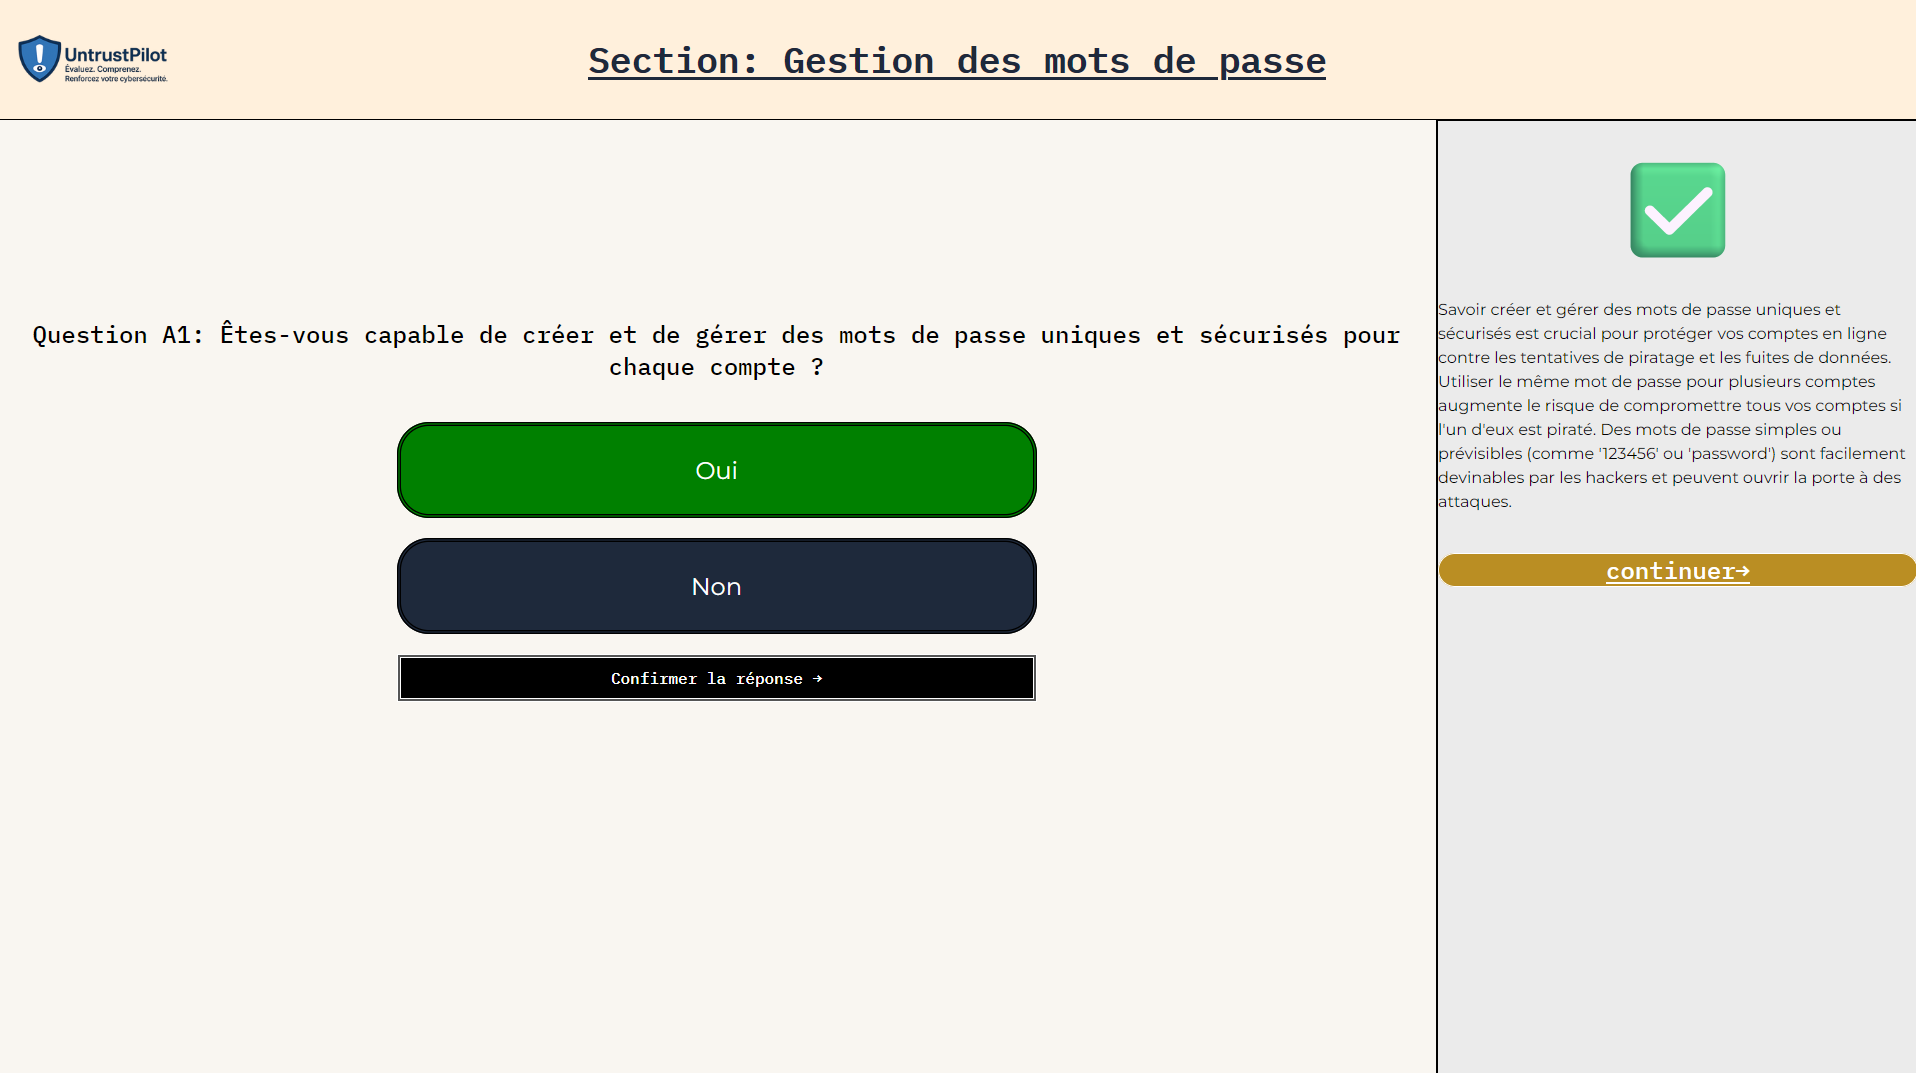 UntrustPilot
Évaluez. Comprenez.
Renforcez votre cybersécurité.
Section: Gestion des mots de passe
Question A1: Êtes-vous capable de créer et de gérer des mots de passe uniques et sécurisés pour
chaque compte ?
Oui
Non
Confirmer la réponse →
Savoir créer et gérer des mots de passe uniques et
sécurisés est crucial pour protéger vos comptes en ligne
contre les tentatives de piratage et les fuites de données.
Utiliser le même mot de passe pour plusieurs comptes
augmente le risque de compromettre tous vos comptes si
l'un d'eux est piraté. Des mots de passe simples ou
prévisibles (comme '123456' ou 'password') sont facilement
devinables par les hackers et peuvent ouvrir la porte à des
attaques.
continuer→